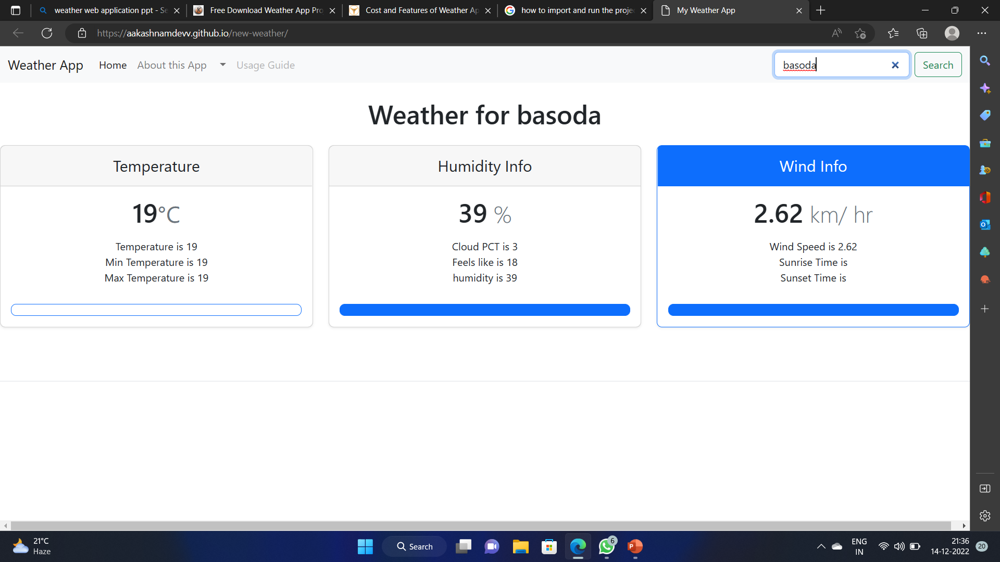 weather web application ppt - Se
Free Download Weather App Pro
Cost and Features of Weather Ap
how to import and run the proje
My Weather App
https://aakashnamdevv.github.io/new-weather/
Weather App
Home
About this App
Usage Guide
basoda
Search
Weather for basoda
Temperature
19°C
Temperature is 19
Min Temperature is 19
Max Temperature is 19
Humidity Info
39 %
Cloud PCT is 3
Feels like is 18
humidity is 39
Wind Info
2.62 km/ hr
Wind Speed is 2.62
Sunrise Time is
Sunset Time is
21°C
Haze
Search
6
ENG
IN
21:36
14-12-2022
20